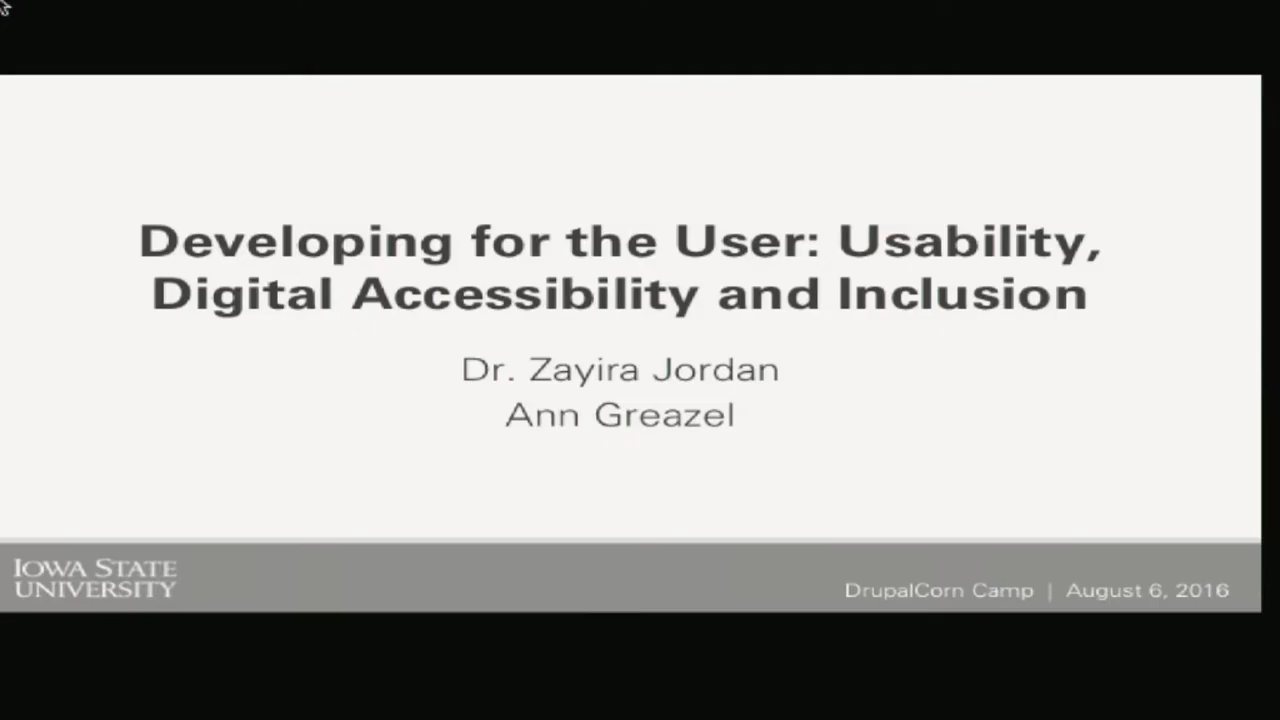 Developing for the User: Usability,
Digital Accessibility and Inclusion
Dr. Zayira Jordan
Ann Greazel
IOWA STATE
UNIVERSITY
DrupalCorn Camp | August 6, 2016